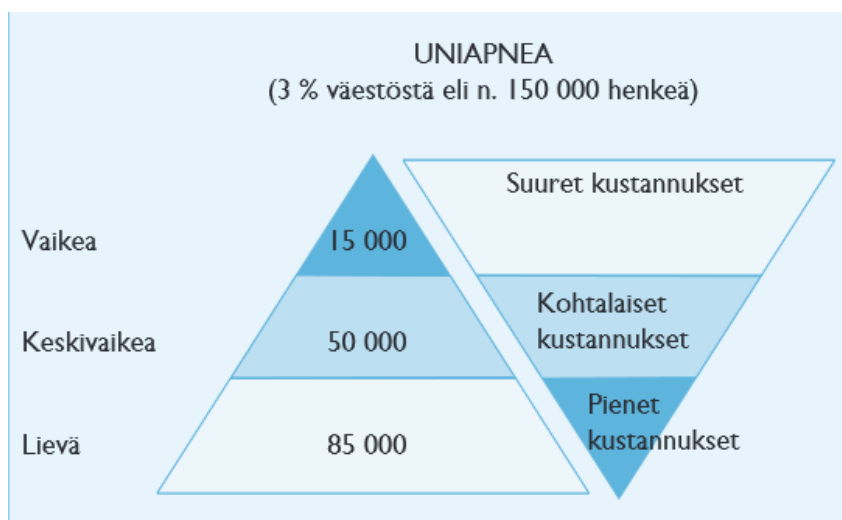 UNIAPNEA
(3 % väestöstä eli n. 150 000 henkeä)
Suuret kustannukset
Vaikea
15 000
Kohtalaiset
kustannukset
Keskivaikea
50 000
Pienet
kustannukset
Lievä
85 000